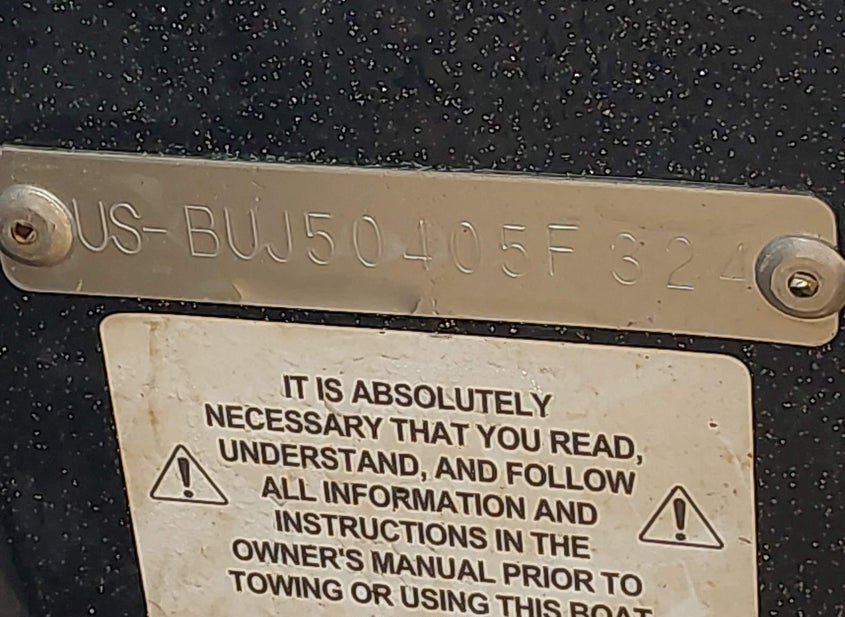 US-BUJ50405F324
IT IS ABSOLUTELY
NECESSARY THAT YOU READ,
UNDERSTAND, AND FOLLOW
ALL INFORMATION AND
INSTRUCTIONS IN THE
OWNER'S MANUAL PRIOR TO
TOWING OR USING THIS BOAT